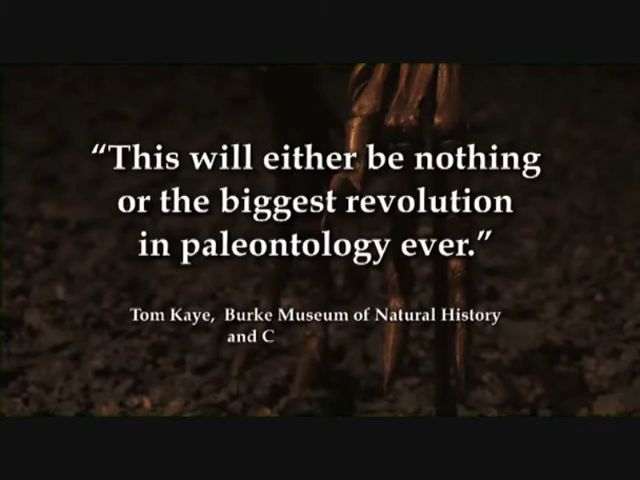 “This will either be nothing
or the biggest revolution
in paleontology ever.”
Tom Kaye, Burke Museum of Natural History
and C